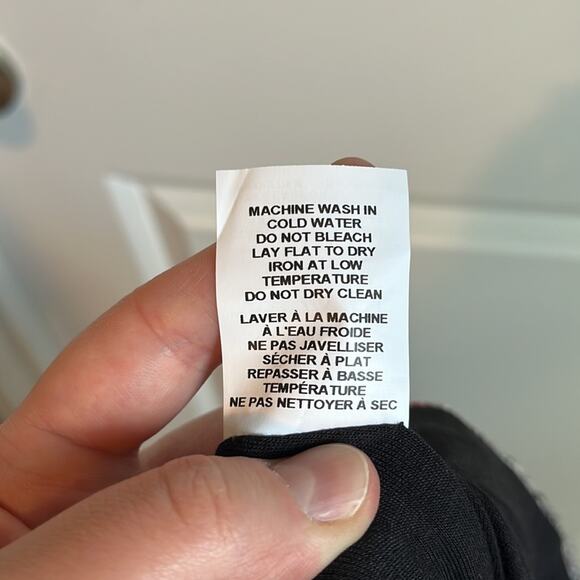 MACHINE WASH IN
COLD WATER
DO NOT BLEACH
LAY FLAT TO DRY
IRON AT LOW
TEMPERATURE
DO NOT DRY CLEAN
LAVER À LA MACHINE
À L'EAU FROIDE
NE PAS JAVELLISER
SÉCHER À PLAT
REPASSER À BASSE
TEMPÉRATURE
NE PAS NETTOYER À SEC